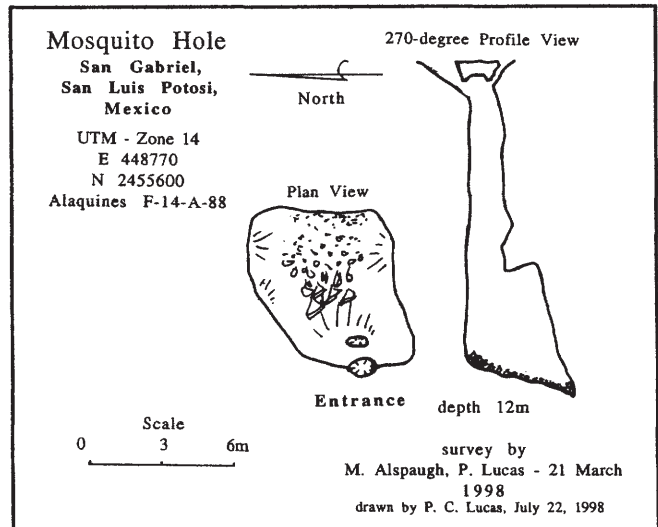 Mosquito Hole
San Gabriel,
San Luis Potosi,
Mexico
UTM - Zone 14
E 448770
N 2455600
Alaquines F-14-A-88
270-degree Profile View
North
Plan View
Entrance
depth 12m
Scale
0 3 6m
survey by
M. Alspaugh, P. Lucas - 21 March
1998
drawn by P. C. Lucas, July 22, 1998